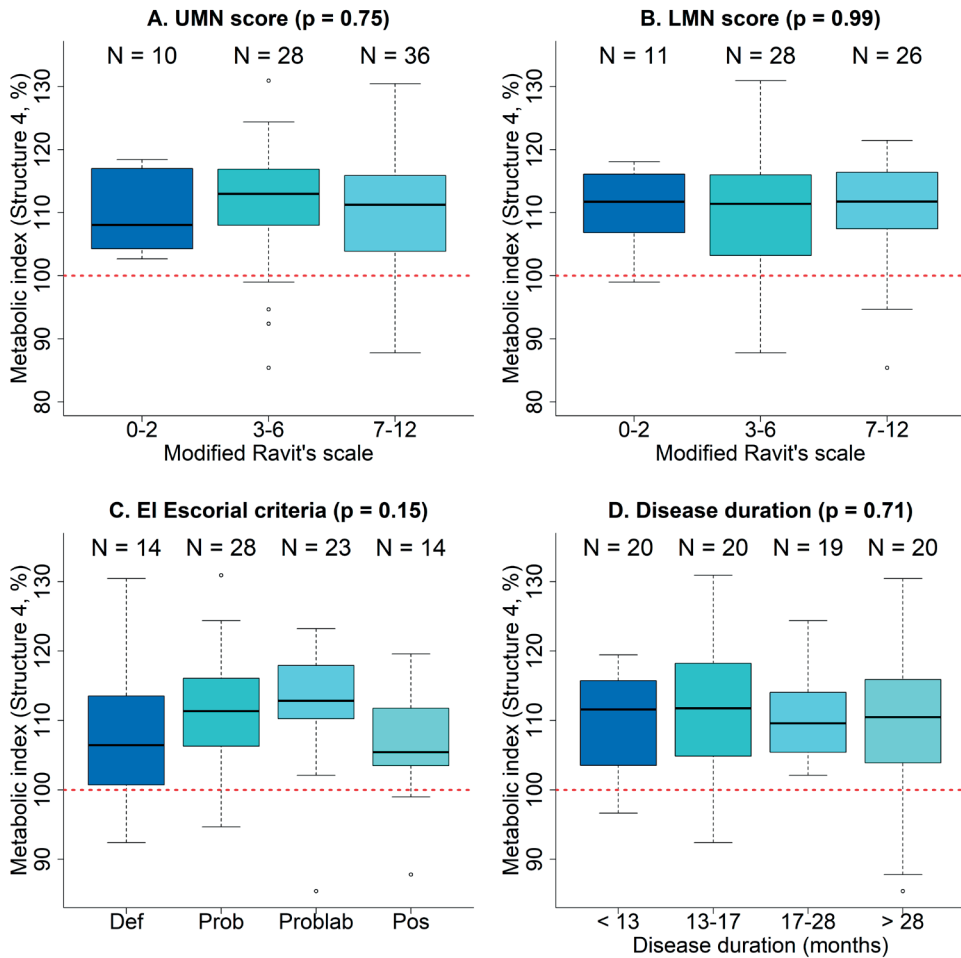 A. UMN score (p = 0.75)
N = 10 N = 28 N = 36
Metabolic index (Structure 4, %)
130
120
110
100
90
80
0-2 3-6 7-12
Modified Ravit's scale
B. LMN score (p = 0.99)
N = 11 N = 28 N = 26
Metabolic index (Structure 4, %)
130
120
110
100
90
80
0-2 3-6 7-12
Modified Ravit's scale
C. El Escorial criteria (p = 0.15)
N = 14 N = 28 N = 23 N = 14
Metabolic index (Structure 4, %)
130
120
110
100
90
Def Prob Problab Pos
D. Disease duration (p = 0.71)
N = 20 N = 20 N = 19 N = 20
Metabolic index (Structure 4, %)
130
120
110
100
90
< 13 13-17 17-28 > 28
Disease duration (months)